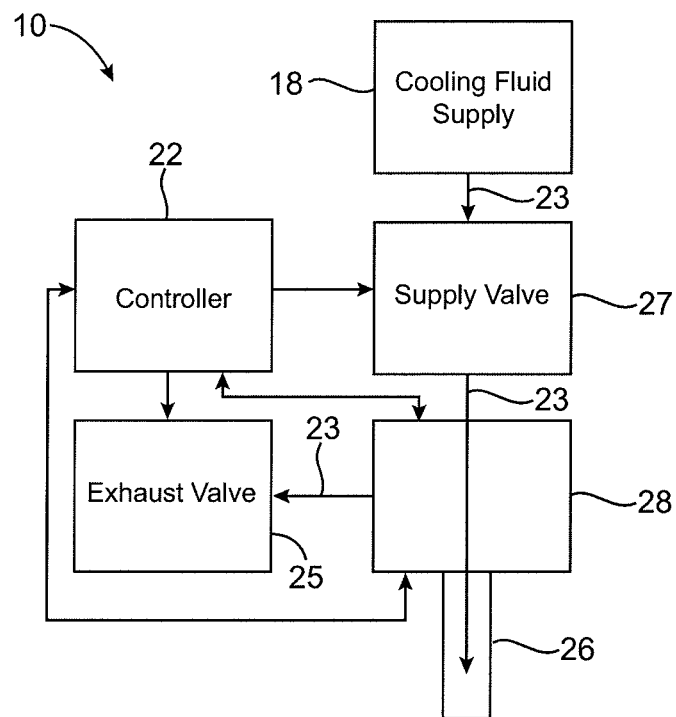 10
18
Cooling Fluid
Supply
22
23
Controller
Supply Valve
27
23
23
Exhaust Valve
28
25
26